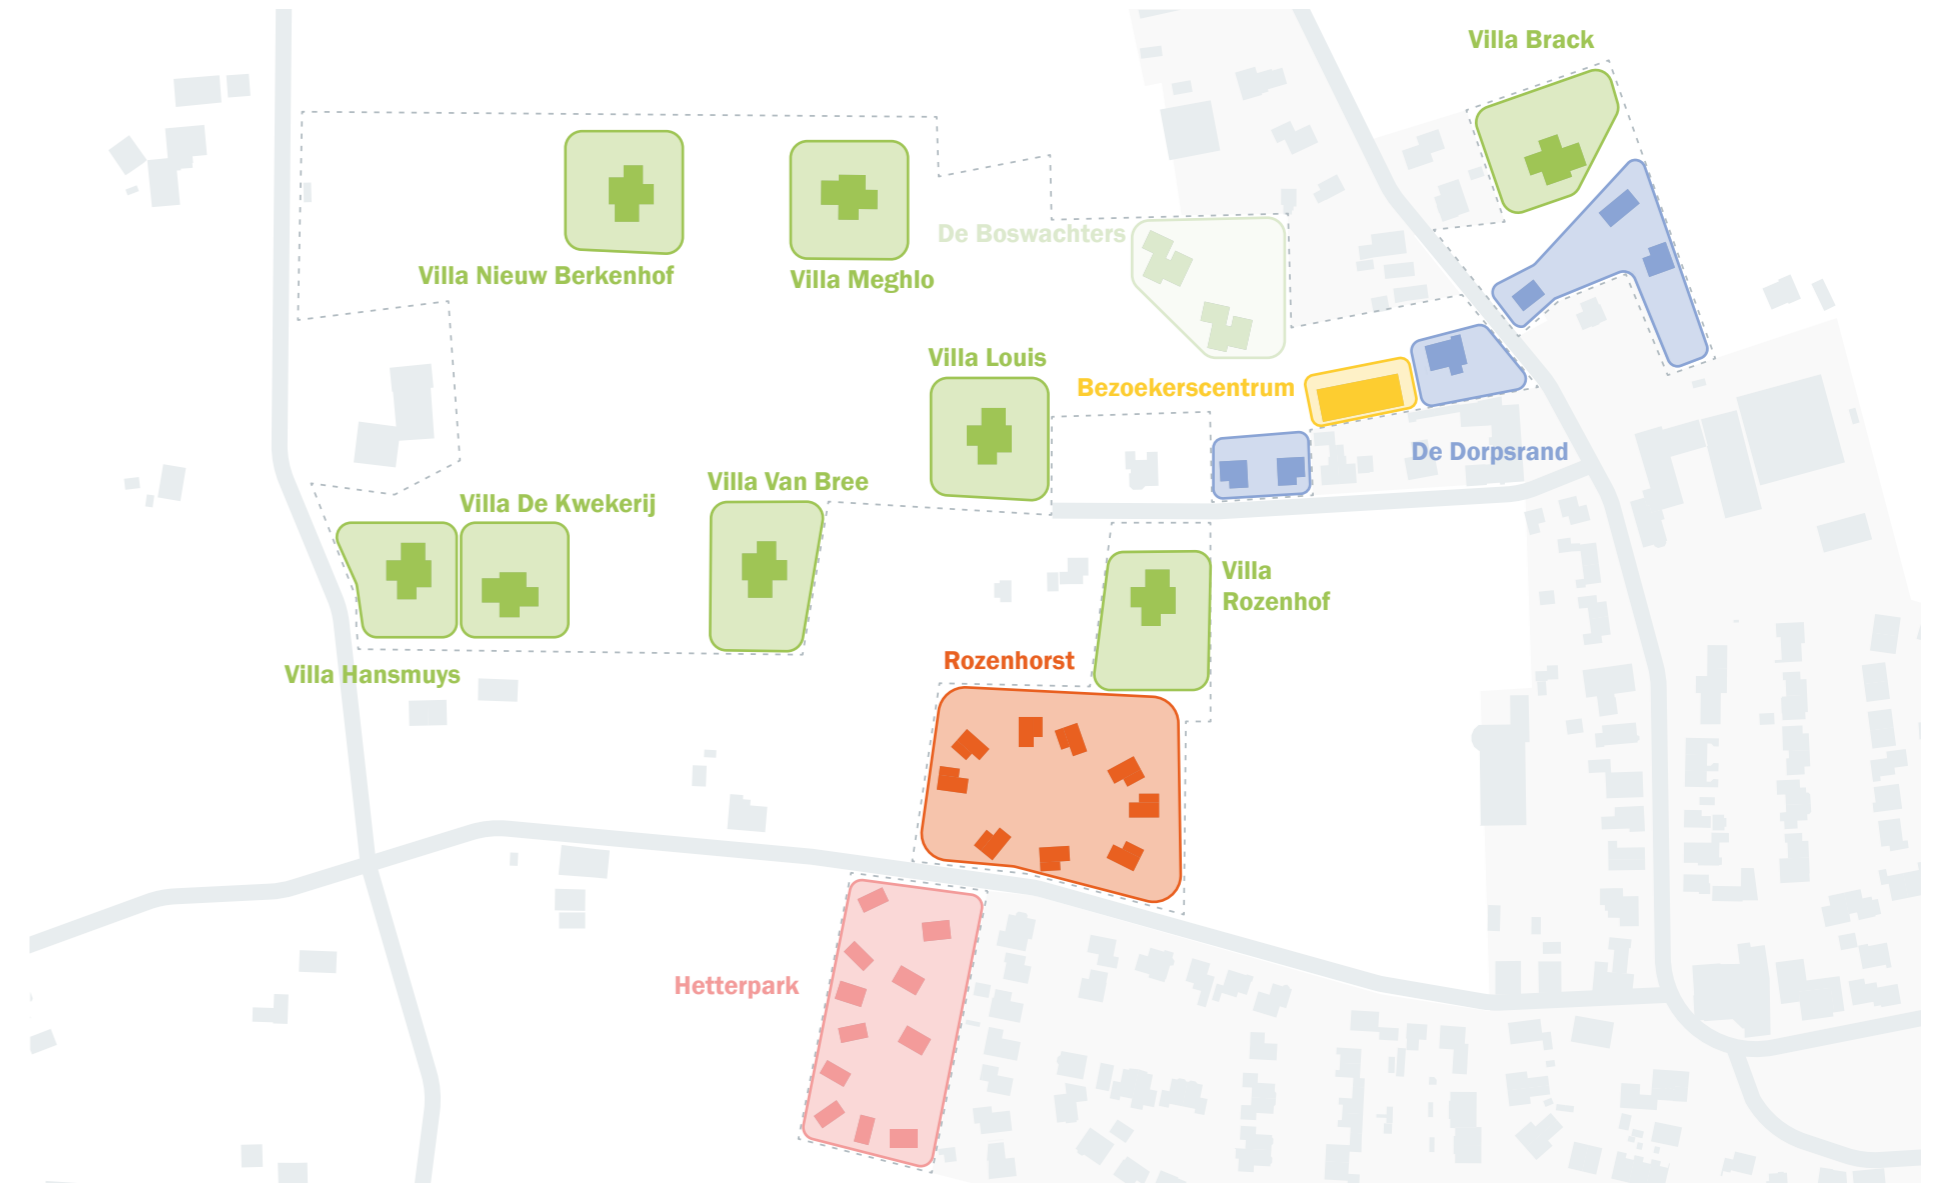 Villa Brack
De Boswachters
Villa Nieuw Berkenhof
Villa Meghlo
Villa Louis
Bezoekerscentrum
De Dorpsrand
Villa Van Bree
Villa De Kwekerij
Villa
Rozenhof
Rozenhorst
Villa Hansmuys
Hetterpark